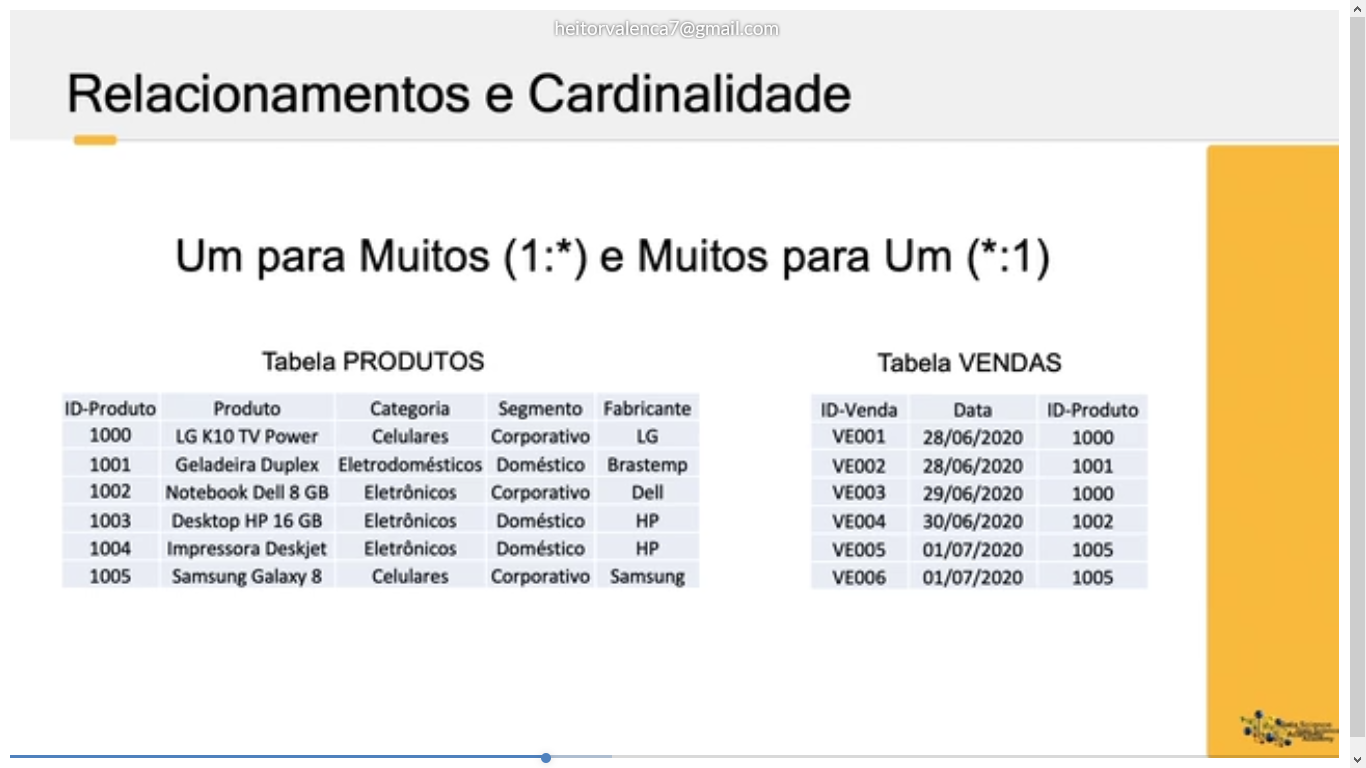 heitorvalenca7@gmail.com
Relacionamentos e Cardinalidade
Um para Muitos (1:*) e Muitos para Um (*:1)
Tabela PRODUTOS
ID-Produto Produto Categoria Segmento Fabricante
1000 LG K10 TV Power Celulares Corporativo LG
1001 Geladeira Duplex Eletrodomésticos Doméstico Brastemp
1002 Notebook Dell 8 GB Eletrônicos Corporativo Dell
1003 Desktop HP 16 GB Eletrônicos Doméstico HP
1004 Impressora Deskjet Eletrônicos Doméstico HP
1005 Samsung Galaxy 8 Celulares Corporativo Samsung
Tabela VENDAS
ID-Venda Data ID-Produto
VE001 28/06/2020 1000
VE002 28/06/2020 1001
VE003 29/06/2020 1000
VE004 30/06/2020 1002
VE005 01/07/2020 1005
VE006 01/07/2020 1005